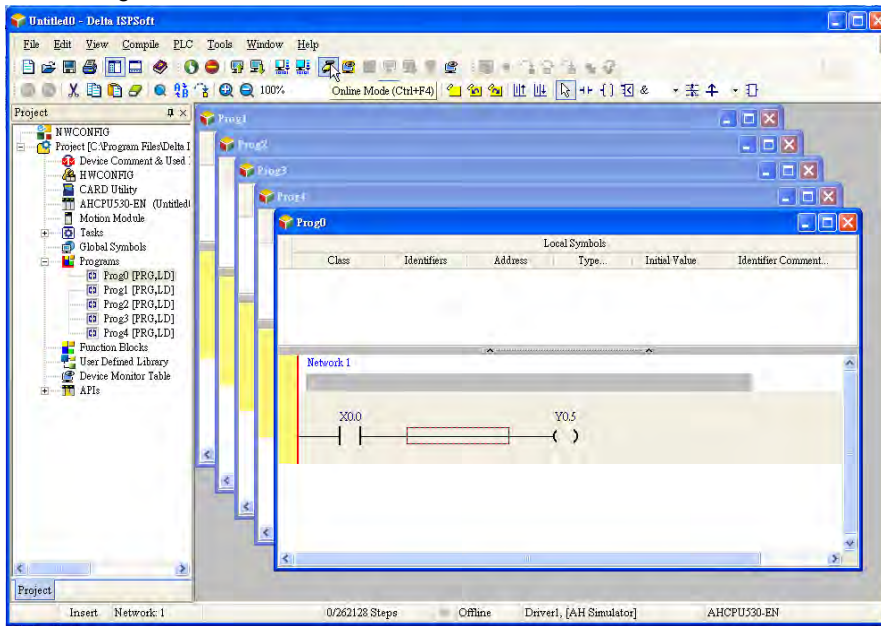 Untitled0 - Delta ISPSoft
File Edit View Compile PLC Tools Window Help
100% Online Mode (Ctrl+F4)
Project
NWCONFIG
Project [C:\Program Files\Delta I
Device Comment & Used
HWCONFIG
CARD Utility
AHCPU530-EN (Untitled
Motion Module
Tasks
Global Symbols
Programs
Prog0 [PRG,LD]
Prog1 [PRG,LD]
Prog2 [PRG,LD]
Prog3 [PRG,LD]
Prog4 [PRG,LD]
Function Blocks
User Defined Library
Device Monitor Table
APIs
Project
Prog1
Prog2
Prog3
Prog4
Prog0
Local Symbols
Class Identifiers Address Type... Initial Value Identifier Comment...
Network 1
X0.0 Y0.5
Insert Network: 1 0/262128 Steps Offline Driver1, [AH Simulator] AHCPU530-EN